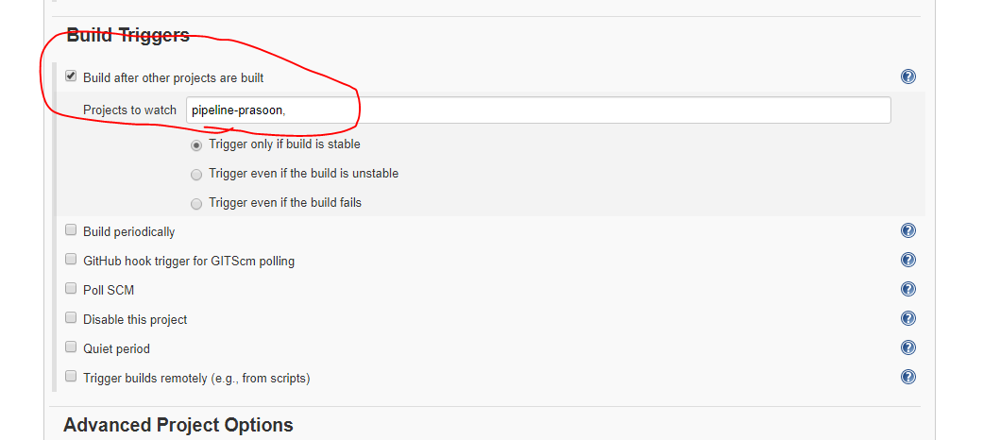 Build Triggers
Build after other projects are built
Projects to watch pipeline-prasoon,
Trigger only if build is stable
Trigger even if the build is unstable
Trigger even if the build fails
Build periodically
GitHub hook trigger for GITScm polling
Poll SCM
Disable this project
Quiet period
Trigger builds remotely (e.g., from scripts)
Advanced Project Options